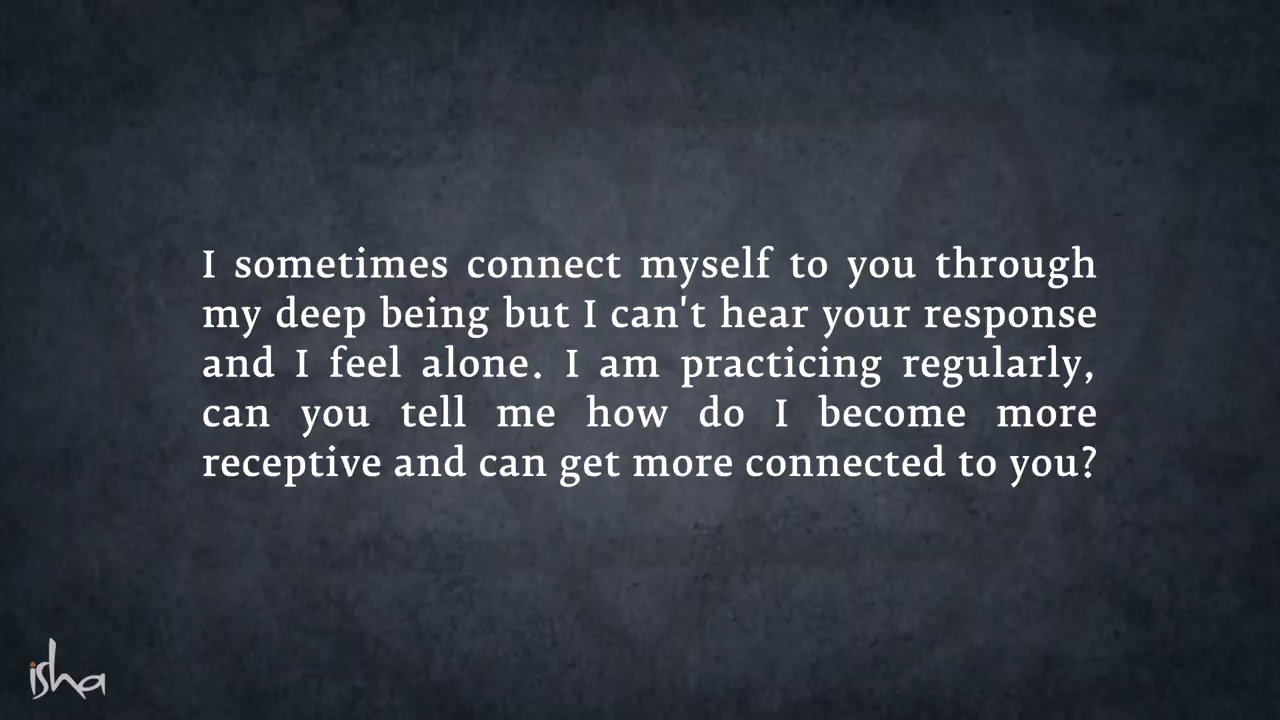 I sometimes connect myself to you through
my deep being but I can't hear your response
and I feel alone. I am practicing regularly,
can you tell me how do I become more
receptive and can get more connected to you?
isha